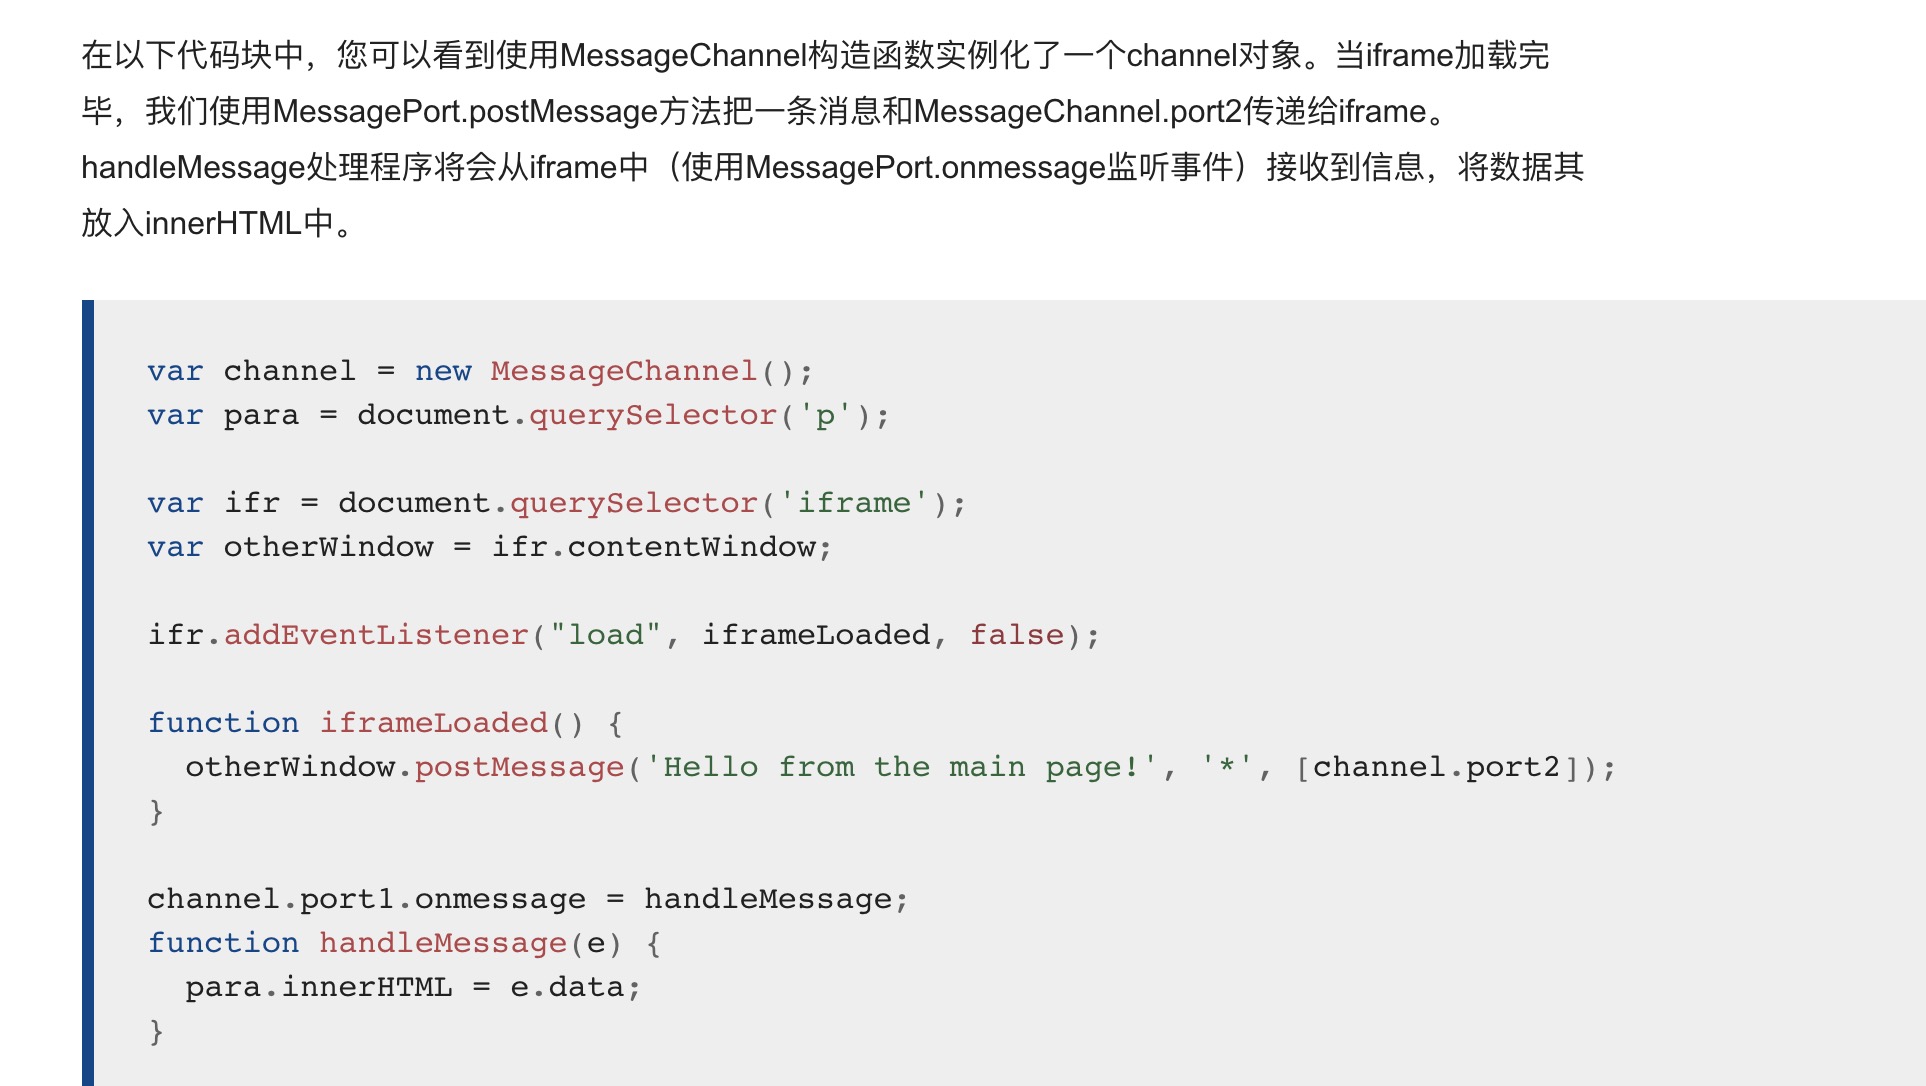 在以下代码块中，您可以看到使用MessageChannel构造函数实例化了一个channel对象。当iframe加载完
毕，我们使用MessagePort.postMessage方法把一条消息和MessageChannel.port2传递给iframe。
handleMessage处理程序将会从iframe中（使用MessagePort.onmessage监听事件）接收到信息，将数据其
放入innerHTML中。
var channel = new MessageChannel();
var para = document.querySelector('p');
var ifr = document.querySelector('iframe');
var otherWindow = ifr.contentWindow;
ifr.addEventListener("load", iframeLoaded, false);
function iframeLoaded() {
  otherWindow.postMessage('Hello from the main page!', '*', [channel.port2]);
}
channel.port1.onmessage = handleMessage;
function handleMessage(e) {
  para.innerHTML = e.data;
}